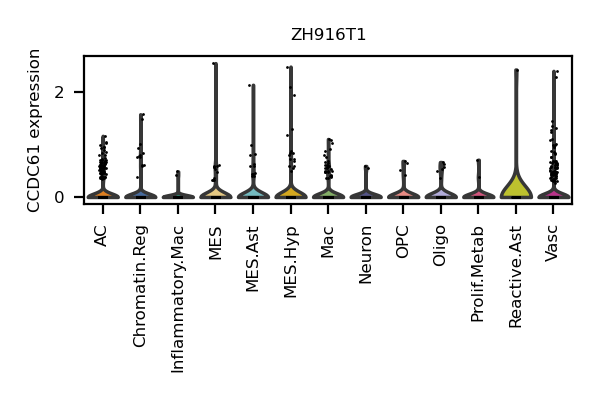 ZH916T1
CCDC61 expression
2
0
AC
Chromatin.Reg
Inflammatory.Mac
MES
MES.Ast
MES.Hyp
Mac
Neuron
OPC
Oligo
Prolif.Metab
Reactive.Ast
Vasc